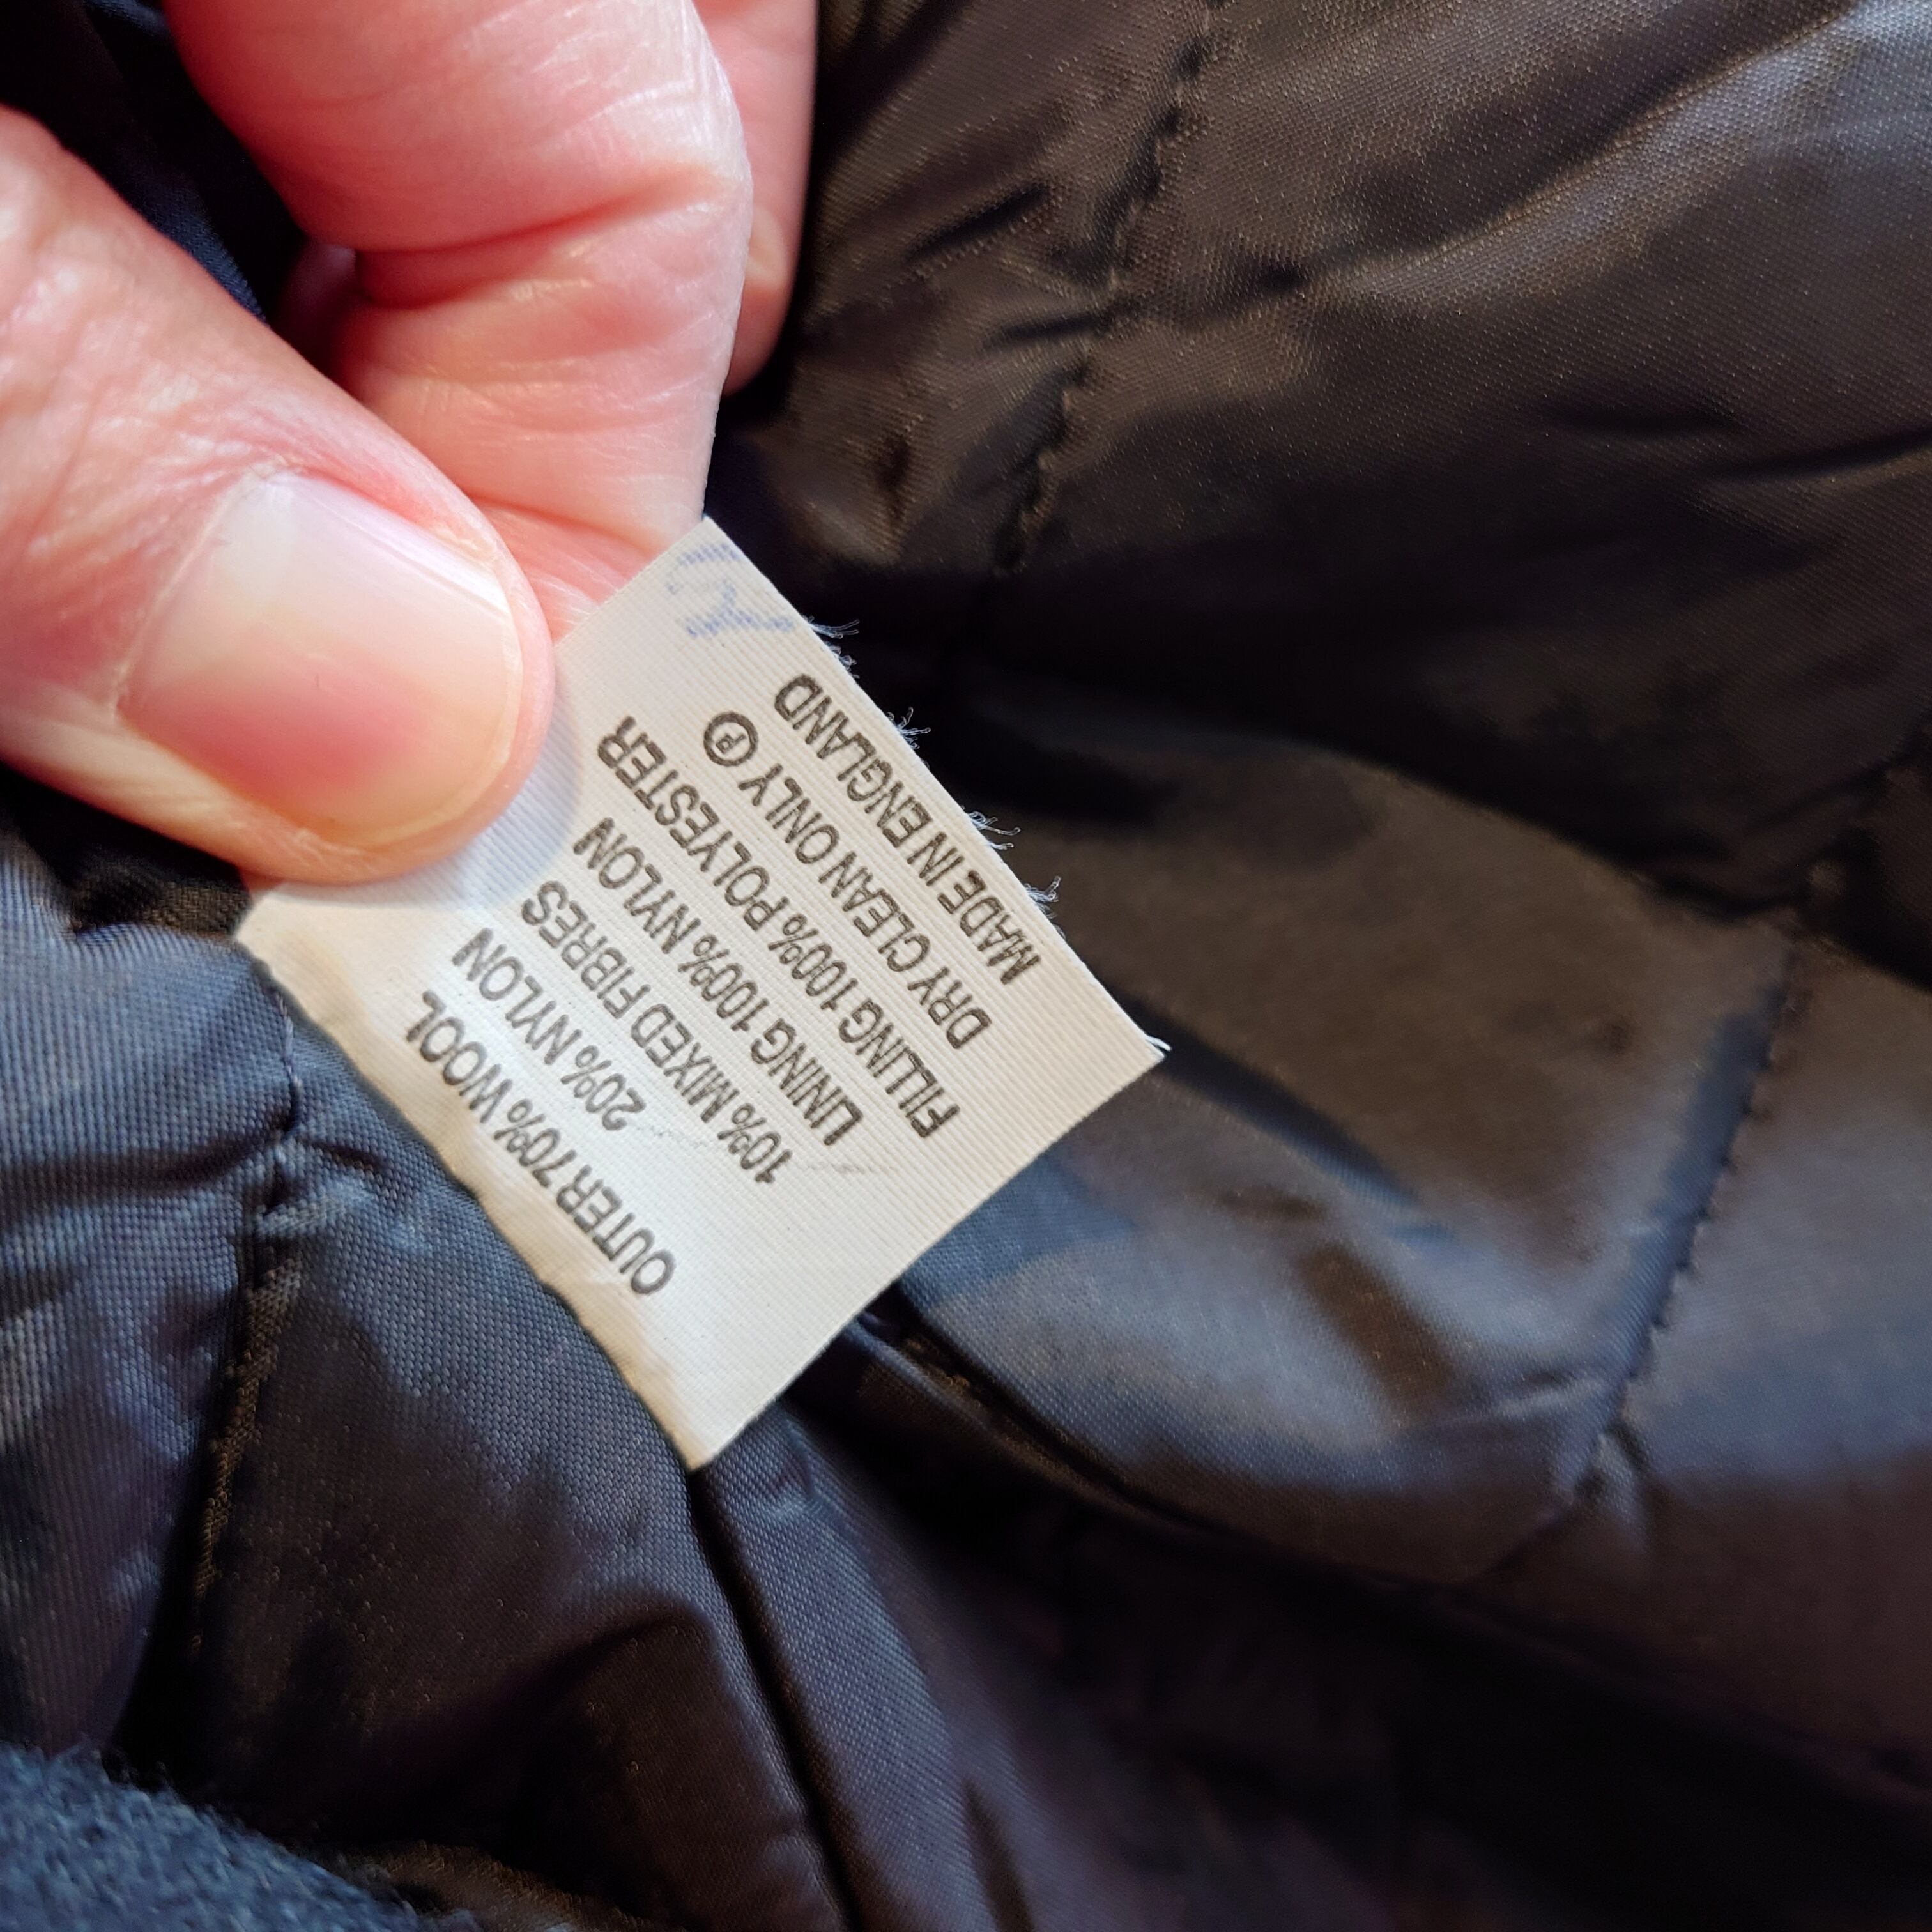 OUTER 70% WOOL
20% NYLON
10% MIXED FIBRES
LINING 100% NYLON
FILLING 100% POLYESTER
DRY CLEAN ONLY Ⓟ
MADE IN ENGLAND